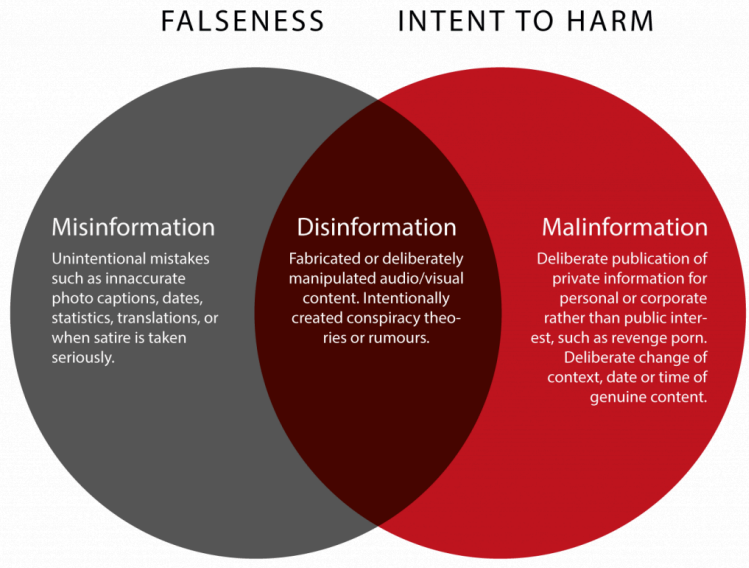 FALSENESS
INTENT TO HARM
Misinformation
Unintentional mistakes
such as innaccurate
photo captions, dates,
statistics, translations, or
when satire is taken
seriously.
Disinformation
Fabricated or deliberately
manipulated audio/visual
content. Intentionally
created conspiracy theo-
ries or rumours.
Malinformation
Deliberate publication of
private information for
personal or corporate
rather than public inter-
est, such as revenge porn.
Deliberate change of
context, date or time of
genuine content.